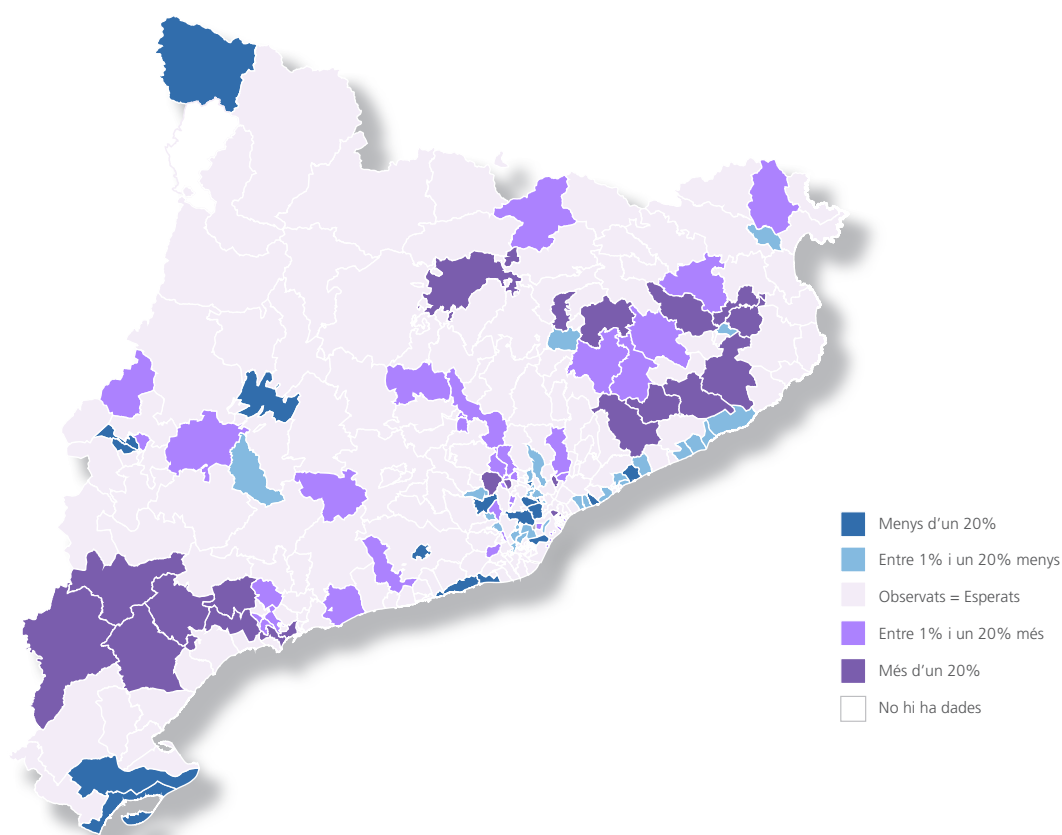 Menys d'un 20%
Entre 1% i un 20% menys
Observats = Esperats
Entre 1% i un 20% més
Més d'un 20%
No hi ha dades